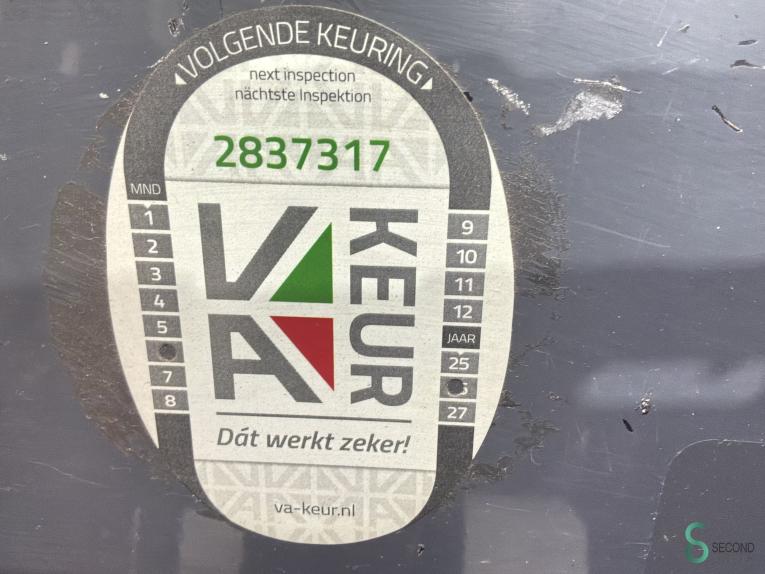 VOLGENDE KEURING
next inspection
nächtste Inspektion
2837317
MND
1
2
3
4
5
7
8
VA
KEUR
9
10
11
12
JAAR
25
27
Dát werkt zeker!
va-keur.nl
SECOND